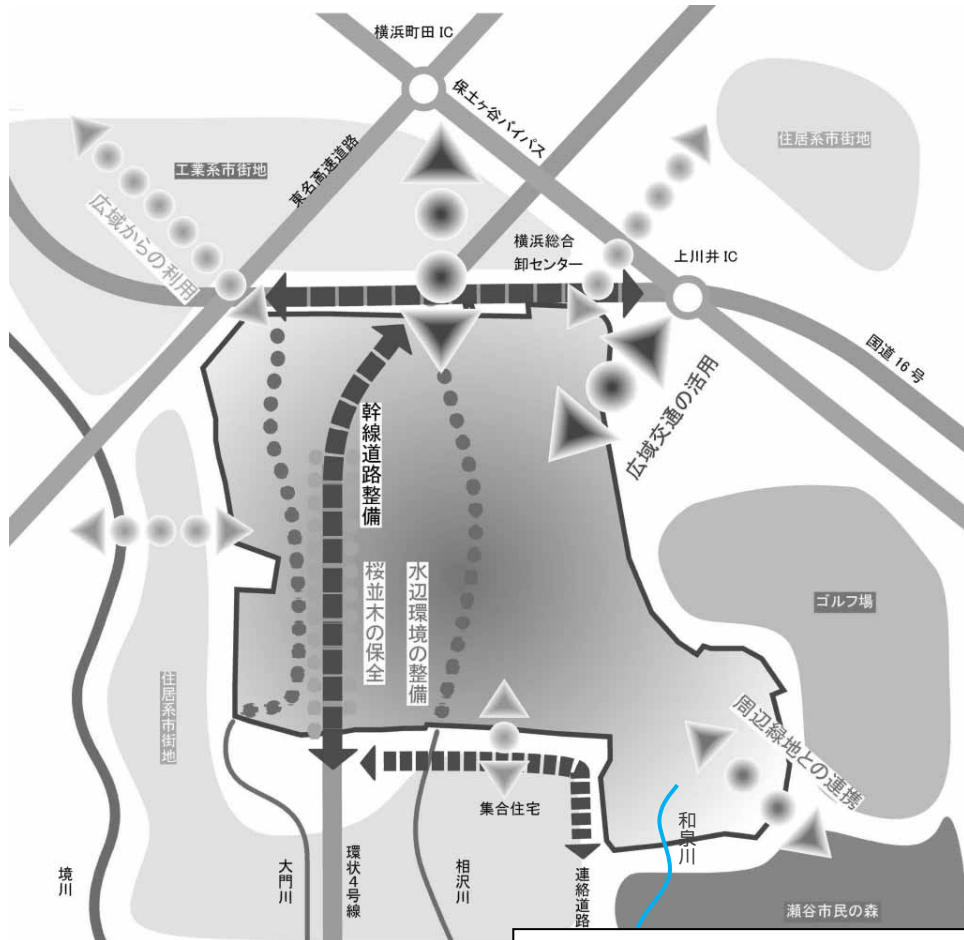 横浜町田 IC
保土ヶ谷バイパス
住居系市街地
工業系市街地
東名高速道路
広域からの利用
横浜総合
卸センター
上川井 IC
国道 16 号
広域交通の活用
幹線道路整備
桜並木の保全
水辺環境の整備
ゴルフ場
住居系市街地
周辺緑地との連携
集合住宅
和泉川
境川
大門川
環状4号線
相沢川
連絡道路
瀬谷市民の森